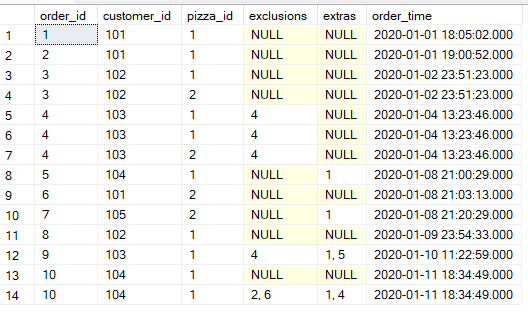 order_id customer_id pizza_id exclusions extras order_time
1 1 101 1 NULL NULL 2020-01-01 18:05:02.000
2 2 101 1 NULL NULL 2020-01-01 19:00:52.000
3 3 102 1 NULL NULL 2020-01-02 23:51:23.000
4 3 102 2 NULL NULL 2020-01-02 23:51:23.000
5 4 103 1 4 NULL 2020-01-04 13:23:46.000
6 4 103 1 4 NULL 2020-01-04 13:23:46.000
7 4 103 2 4 NULL 2020-01-04 13:23:46.000
8 5 104 1 NULL 1 2020-01-08 21:00:29.000
9 6 101 2 NULL NULL 2020-01-08 21:03:13.000
10 7 105 2 NULL 1 2020-01-08 21:20:29.000
11 8 102 1 NULL NULL 2020-01-09 23:54:33.000
12 9 103 1 4 1, 5 2020-01-10 11:22:59.000
13 10 104 1 NULL NULL 2020-01-11 18:34:49.000
14 10 104 1 2, 6 1, 4 2020-01-11 18:34:49.000